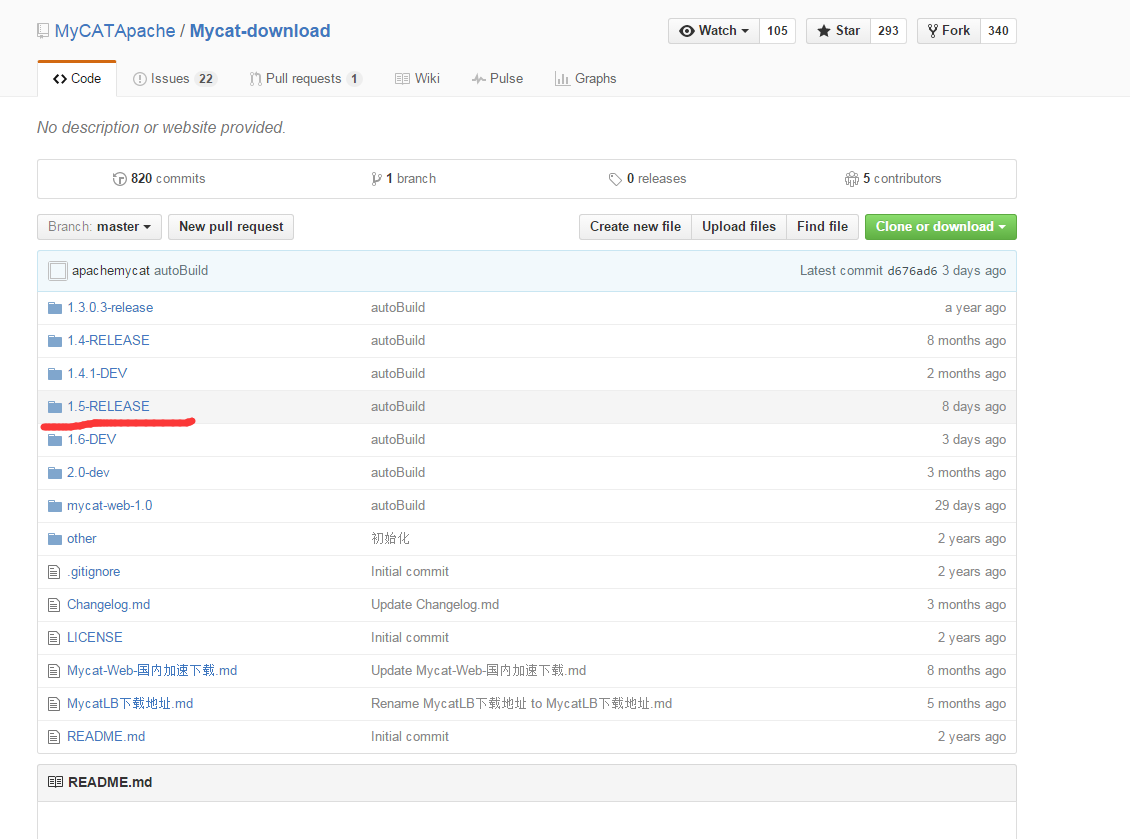 MyCATApache / Mycat-download Watch 105 Star 293 Fork 340
Code Issues 22 Pull requests 1 Wiki Pulse Graphs
No description or website provided.
820 commits 1 branch 0 releases 5 contributors
Branch: master New pull request Create new file Upload files Find file Clone or download
apachemycat autoBuild Latest commit d676ad6 3 days ago
1.3.0.3-release autoBuild a year ago
1.4-RELEASE autoBuild 8 months ago
1.4.1-DEV autoBuild 2 months ago
1.5-RELEASE autoBuild 8 days ago
1.6-DEV autoBuild 3 days ago
2.0-dev autoBuild 3 months ago
mycat-web-1.0 autoBuild 29 days ago
other 初始化 2 years ago
.gitignore Initial commit 2 years ago
Changelog.md Update Changelog.md 3 months ago
LICENSE Initial commit 2 years ago
Mycat-Web-国内加速下载.md Update Mycat-Web-国内加速下载.md 8 months ago
MycatLB下载地址.md Rename MycatLB下载地址 to MycatLB下载地址.md 5 months ago
README.md Initial commit 2 years ago
README.md